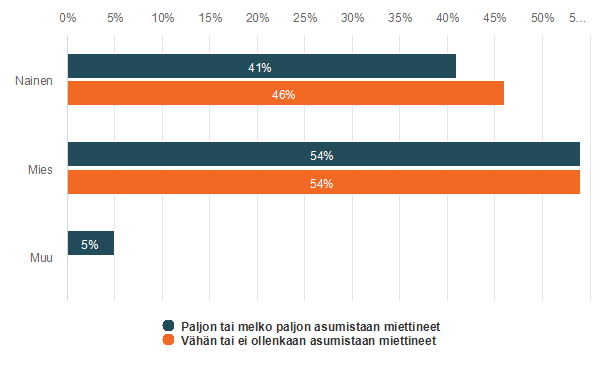 0% 5% 10% 15% 20% 25% 30% 35% 40% 45% 50% 5...
Nainen
41%
46%
Mies
54%
54%
Muu
5%
Paljon tai melko paljon asumistaan miettineet
Vähän tai ei ollenkaan asumistaan miettineet